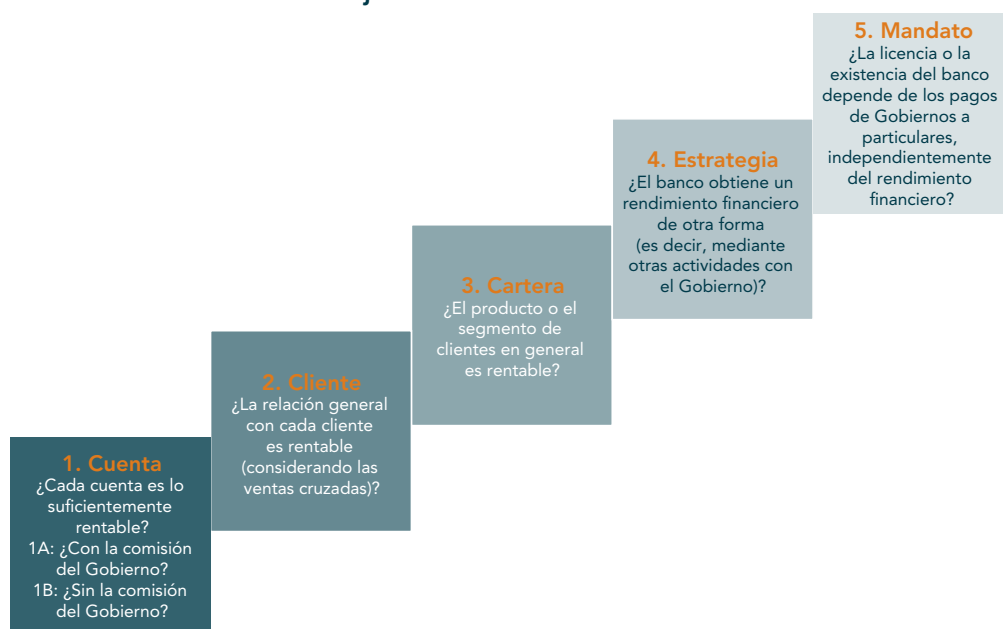 1. Cuenta
¿Cada cuenta es lo
suficientemente
rentable?
1A: ¿Con la comisión
del Gobierno?
1B: ¿Sin la comisión
del Gobierno?
2. Cliente
¿La relación general
con cada cliente
es rentable
(considerando las
ventas cruzadas)?
3. Cartera
¿El producto o el
segmento de
clientes en general
es rentable?
4. Estrategia
¿El banco obtiene un
rendimiento financiero
de otra forma
(es decir, mediante
otras actividades con
el Gobierno)?
5. Mandato
¿La licencia o la
existencia del banco
depende de los pagos
de Gobiernos a
particulares,
independientemente
del rendimiento
financiero?